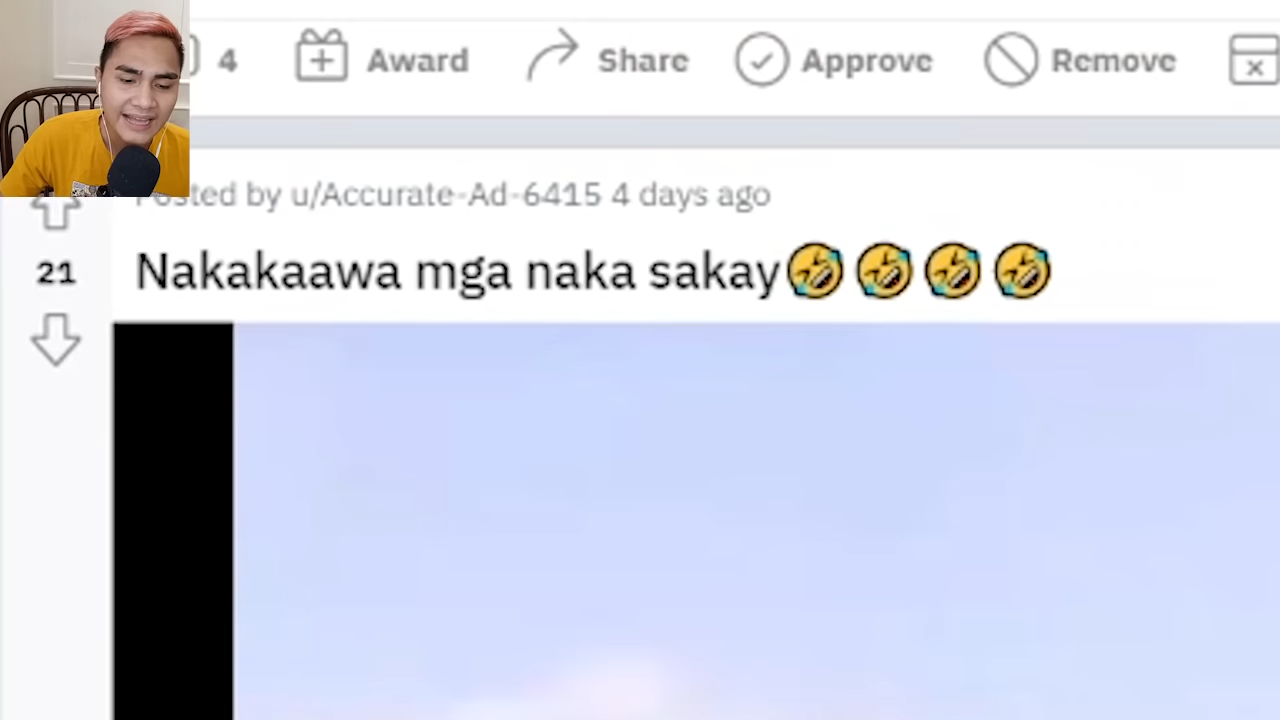 4 Award Share Approve Remove
Posted by u/Accurate-Ad-6415 4 days ago
21
Nakakaawa mga naka sakay🤣🤣🤣🤣